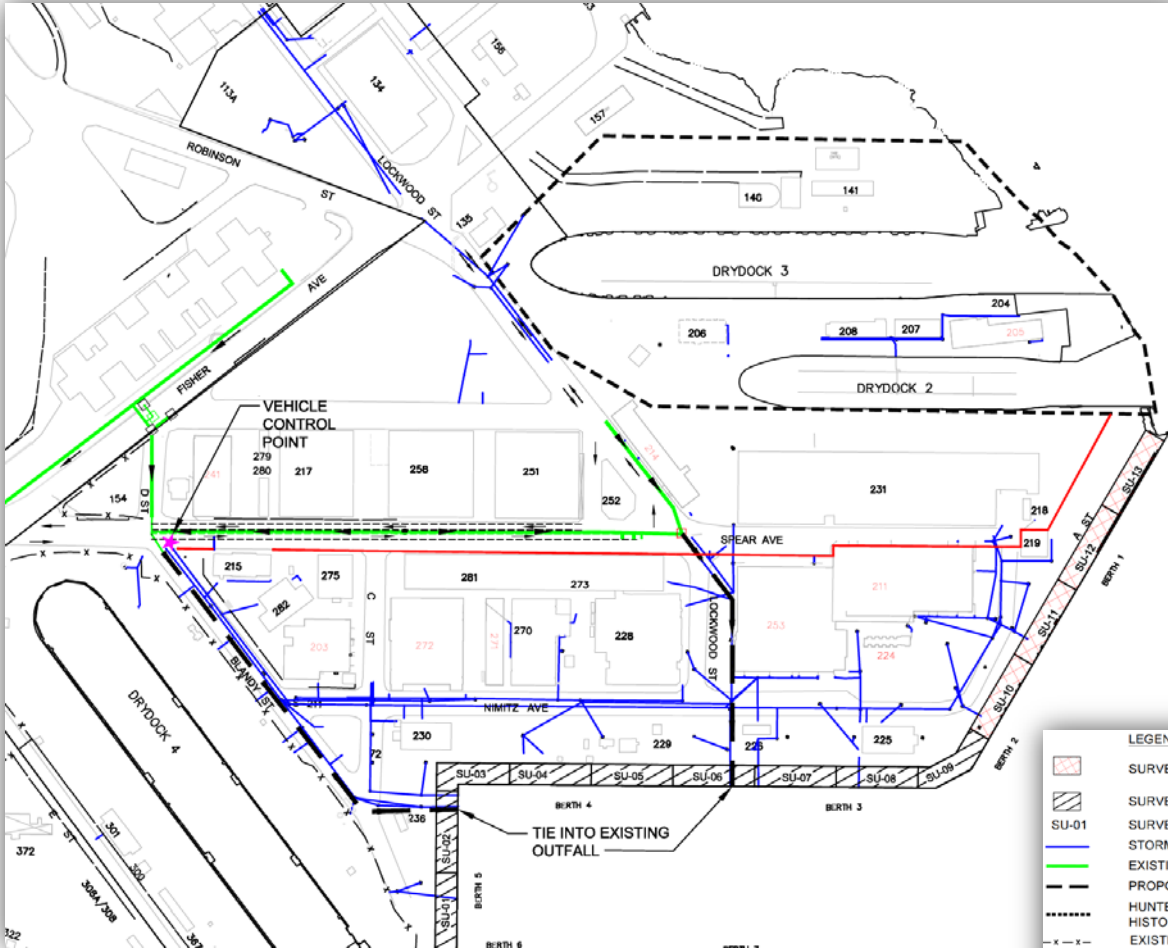 156
134
113A
157
ROBINSON
ST
LOCKWOOD ST
135
140
141
DRYDOCK 3
AVE
FISHER
204
206
208
207
205
DRYDOCK 2
VEHICLE
CONTROL
POINT
214
279
280
217
258
251
252
231
241
154
D ST
218
219
SPEAR AVE
A ST
SU-13
SU-12
BERTH 1
215
275
281
273
282
C ST
211
LOCKWOOD ST
253
SU-11
203
272
271
270
228
224
BLANDY ST
SU-10
DRYDOCK 4
NIMITZ AVE
230
229
226
225
BERTH 2
SU-03
SU-04
SU-05
SU-06
SU-07
SU-08
SU-09
BERTH 4
BERTH 3
236
TIE INTO EXISTING
OUTFALL
SU-02
SU-01
BERTH 5
BERTH 6
E ST
301
300
372
308A/308
LEGEN
SURVE
SURVE
SU-01
SURVE
STORM
EXISTI
PROPO
HUNTE
HISTO
EXISTI